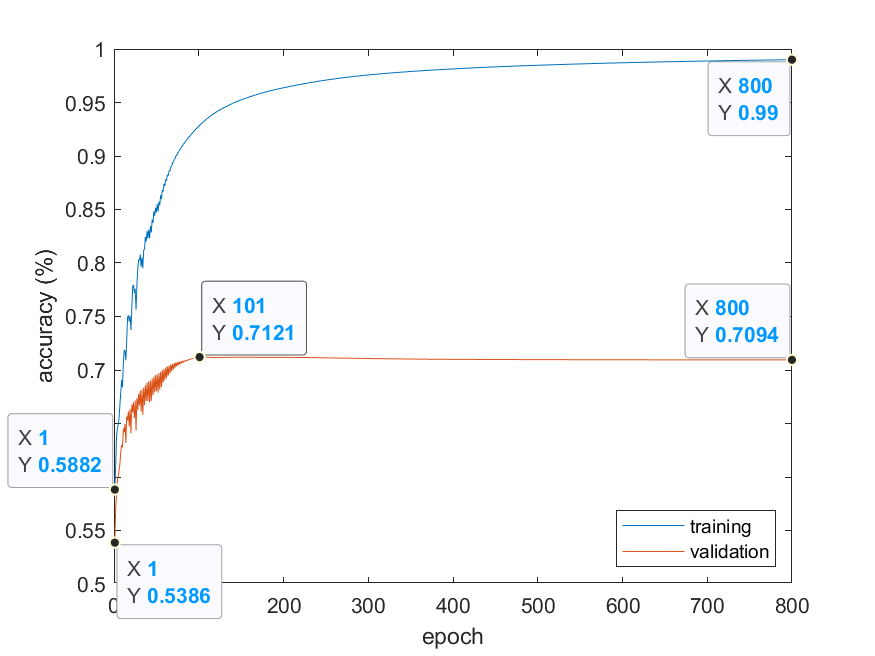 1
0.95
0.9
0.85
0.8
0.75
0.7
0.55
0.5
accuracy (%)
X 800
Y 0.99
X 101
Y 0.7121
X 800
Y 0.7094
X 1
Y 0.5882
X 1
Y 0.5386
training
validation
0 200 300 400 500 600 700 800
epoch